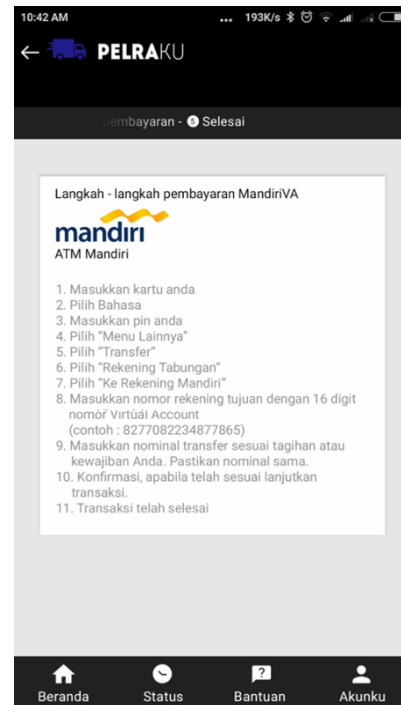 10:42 AM
... 193K/s
PELRAKU
pembayaran - 5 Selesai
Langkah - langkah pembayaran MandiriVA
mandiri
ATM Mandiri
1. Masukkan kartu anda
2. Pilih Bahasa
3. Masukkan pin anda
4. Pilih "Menu Lainnya"
5. Pilih "Transfer"
6. Pilih "Rekening Tabungan"
7. Pilih "Ke Rekening Mandiri"
8. Masukkan nomor rekening tujuan dengan 16 digit
nomor Virtual Account
(contoh : 8277082234877865)
9. Masukkan nominal transfer sesuai tagihan atau
kewajiban Anda. Pastikan nominal sama.
10. Konfirmasi, apabila telah sesuai lanjutkan
transaksi.
11. Transaksi telah selesai
Beranda Status Bantuan Akunku